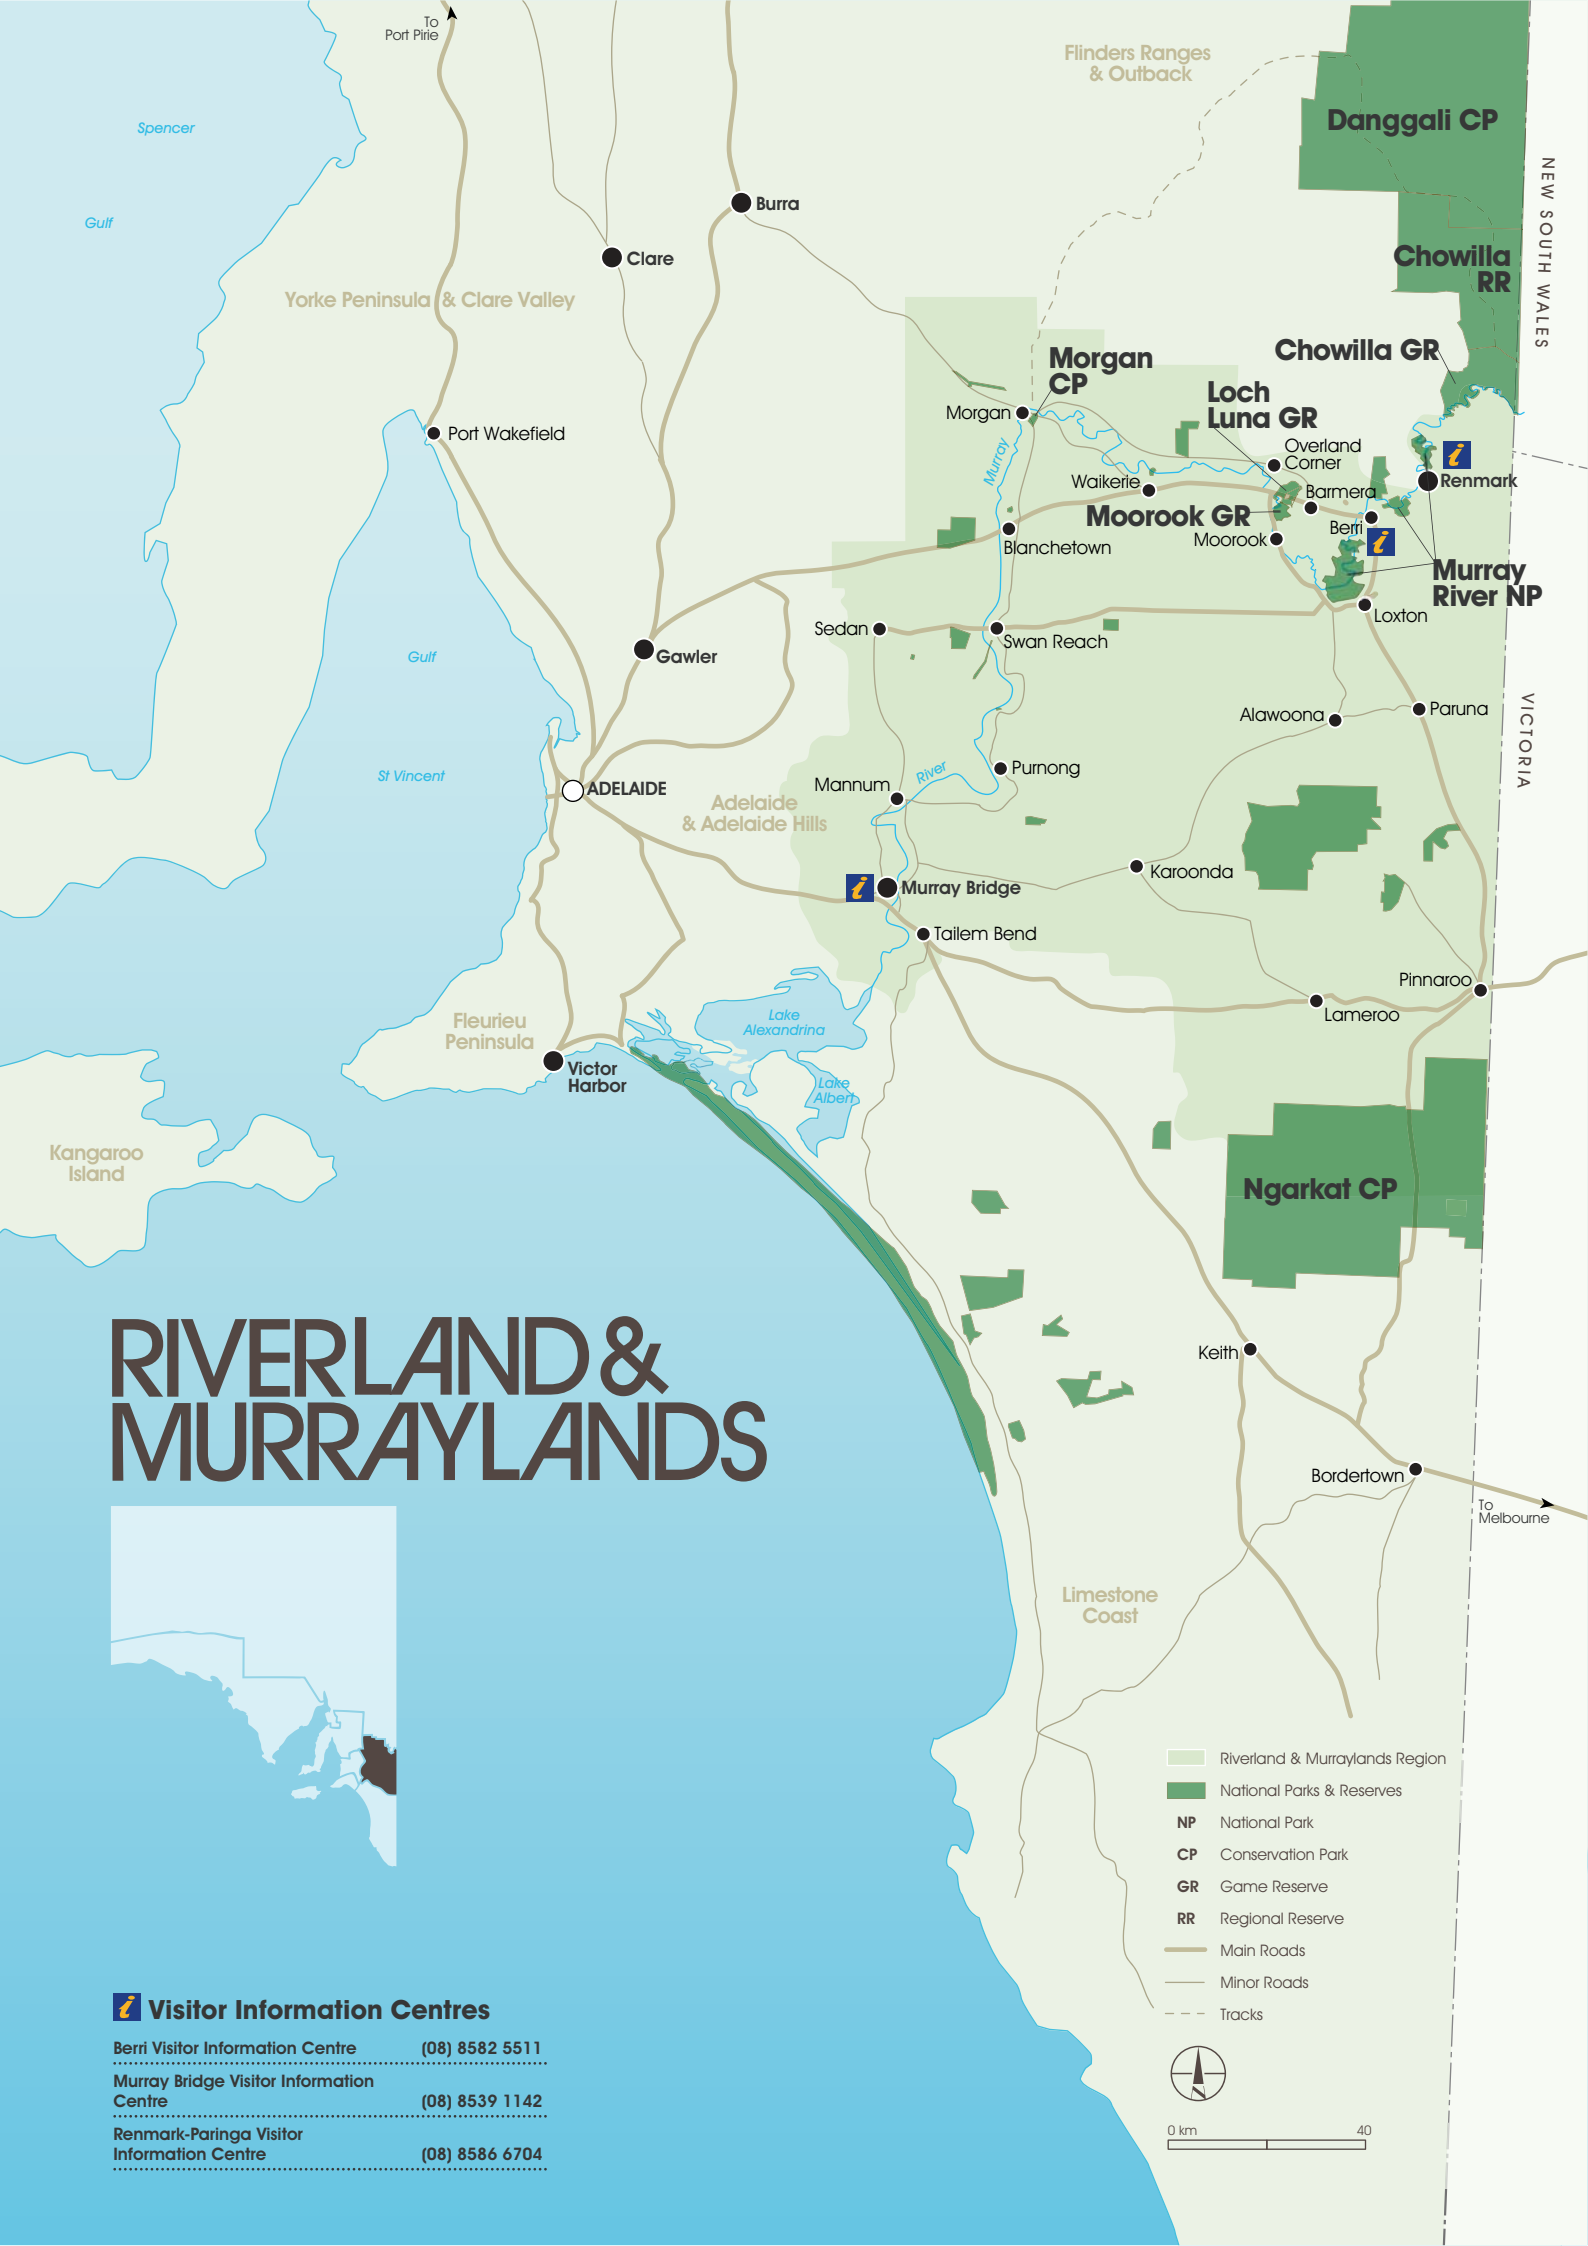 To
Port Pirie
Flinders Ranges
& Outback
Spencer
Danggali CP
NEW SOUTH WALES
Burra
Gulf
Clare
Chowilla
RR
Yorke Peninsula & Clare Valley
Chowilla GR
Morgan
CP
Loch
Luna GR
Morgan
Port Wakefield
Overland
Corner
Murray
Waikerie
Renmark
Barmera
Moorook GR
Berri
Blanchetown
Moorook
Murray
River NP
Loxton
Sedan
Swan Reach
Gulf
Gawler
Paruna
Alawoona
VICTORIA
St Vincent
River
Purnong
Mannum
ADELAIDE
Adelaide
& Adelaide Hills
Karoonda
Murray Bridge
Tailem Bend
Pinnaroo
Lameroo
Fleurieu
Peninsula
Lake
Alexandrina
Victor
Harbor
Lake
Albert
Kangaroo
Island
Ngarkat CP
RIVERLAND &
MURRAYLANDS
Keith
Bordertown
To
Melbourne
Limestone
Coast
Riverland & Murraylands Region
National Parks & Reserves
NP National Park
CP Conservation Park
GR Game Reserve
RR Regional Reserve
Main Roads
Minor Roads
Tracks
N
0 km 40
i Visitor Information Centres
Berri Visitor Information Centre (08) 8582 5511
Murray Bridge Visitor Information
Centre (08) 8539 1142
Renmark-Paringa Visitor
Information Centre (08) 8586 6704